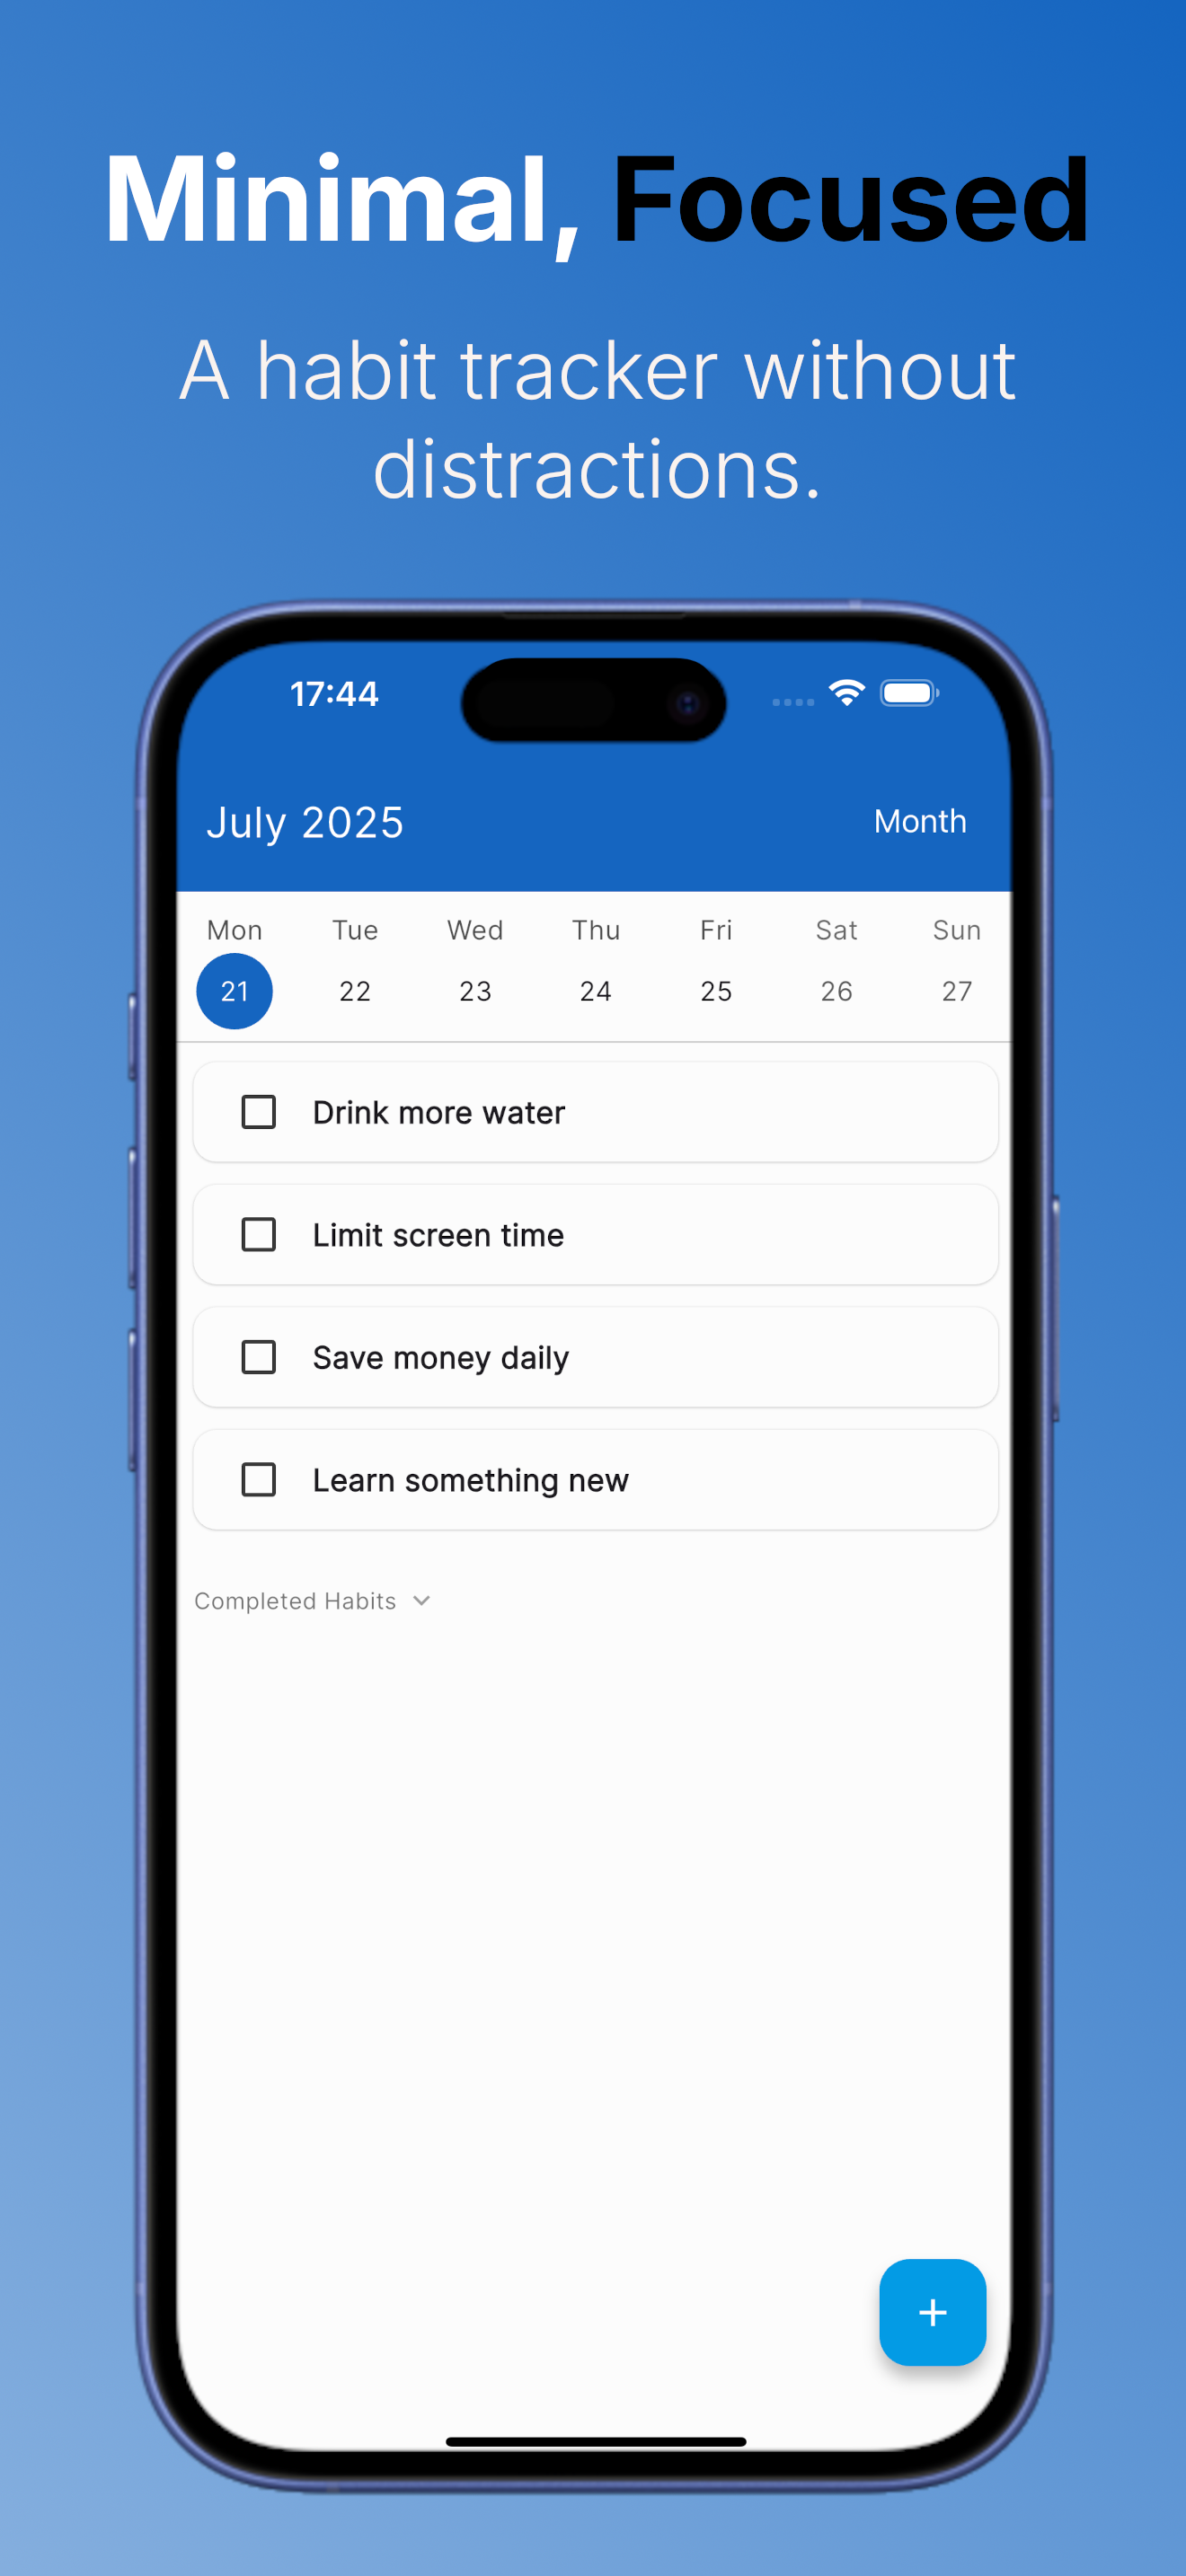 Minimal, Focused
A habit tracker without
distractions.
17:44
July 2025 Month
Mon Tue Wed Thu Fri Sat Sun
21 22 23 24 25 26 27
Drink more water
Limit screen time
Save money daily
Learn something new
Completed Habits
+